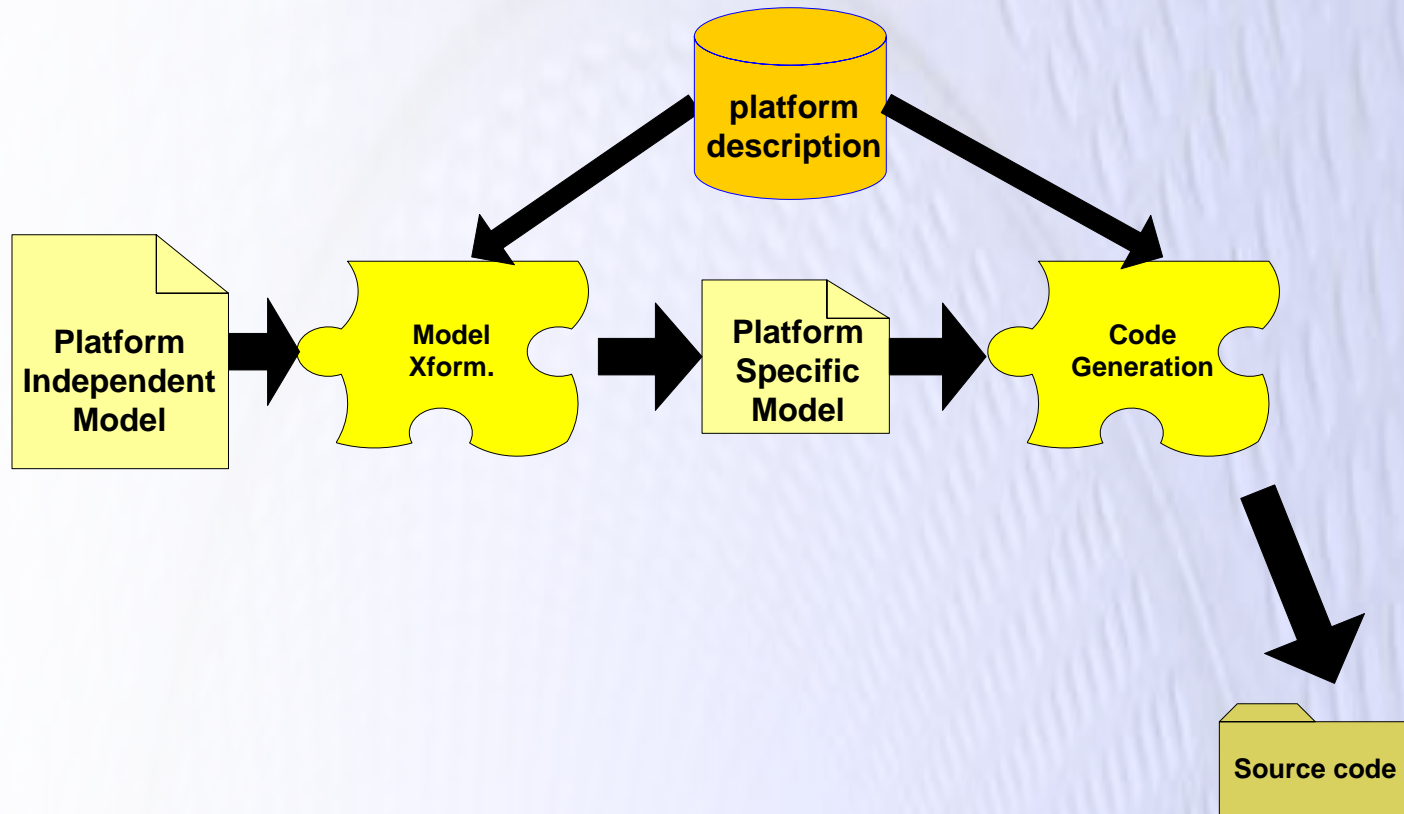 platform
description
Platform
Independent
Model
Model
Xform.
Platform
Specific
Model
Code
Generation
Source code